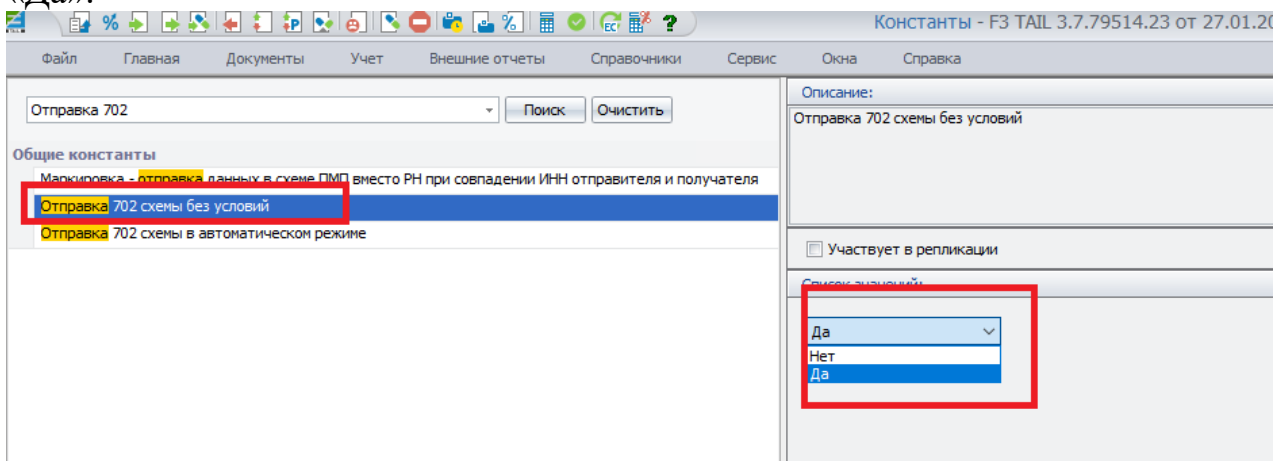 «Да».
Константы - F3 TAIL 3.7.79514.23 от 27.01.20
Файл Главная Документы Учет Внешние отчеты Справочники Сервис Окна Справка
Отправка 702 Поиск Очистить
Общие константы
Маркировка - отправка данных в схеме ПМП вместо РН при совпадении ИНН отправителя и получателя
Отправка 702 схемы без условий
Отправка 702 схемы в автоматическом режиме
Описание:
Отправка 702 схемы без условий
Участвует в репликации
Список значений:
Да
Нет
Да